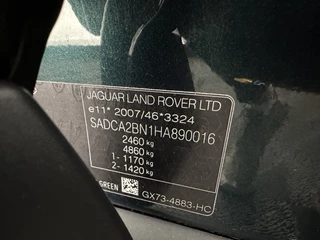 JAGUAR LAND ROVER LTD
e11* 2007/46*3324
SADCA2BN1HA890016
2460 kg
4860 kg
1- 1170 kg
2- 1420 kg
GREEN
GX73-4883-HC